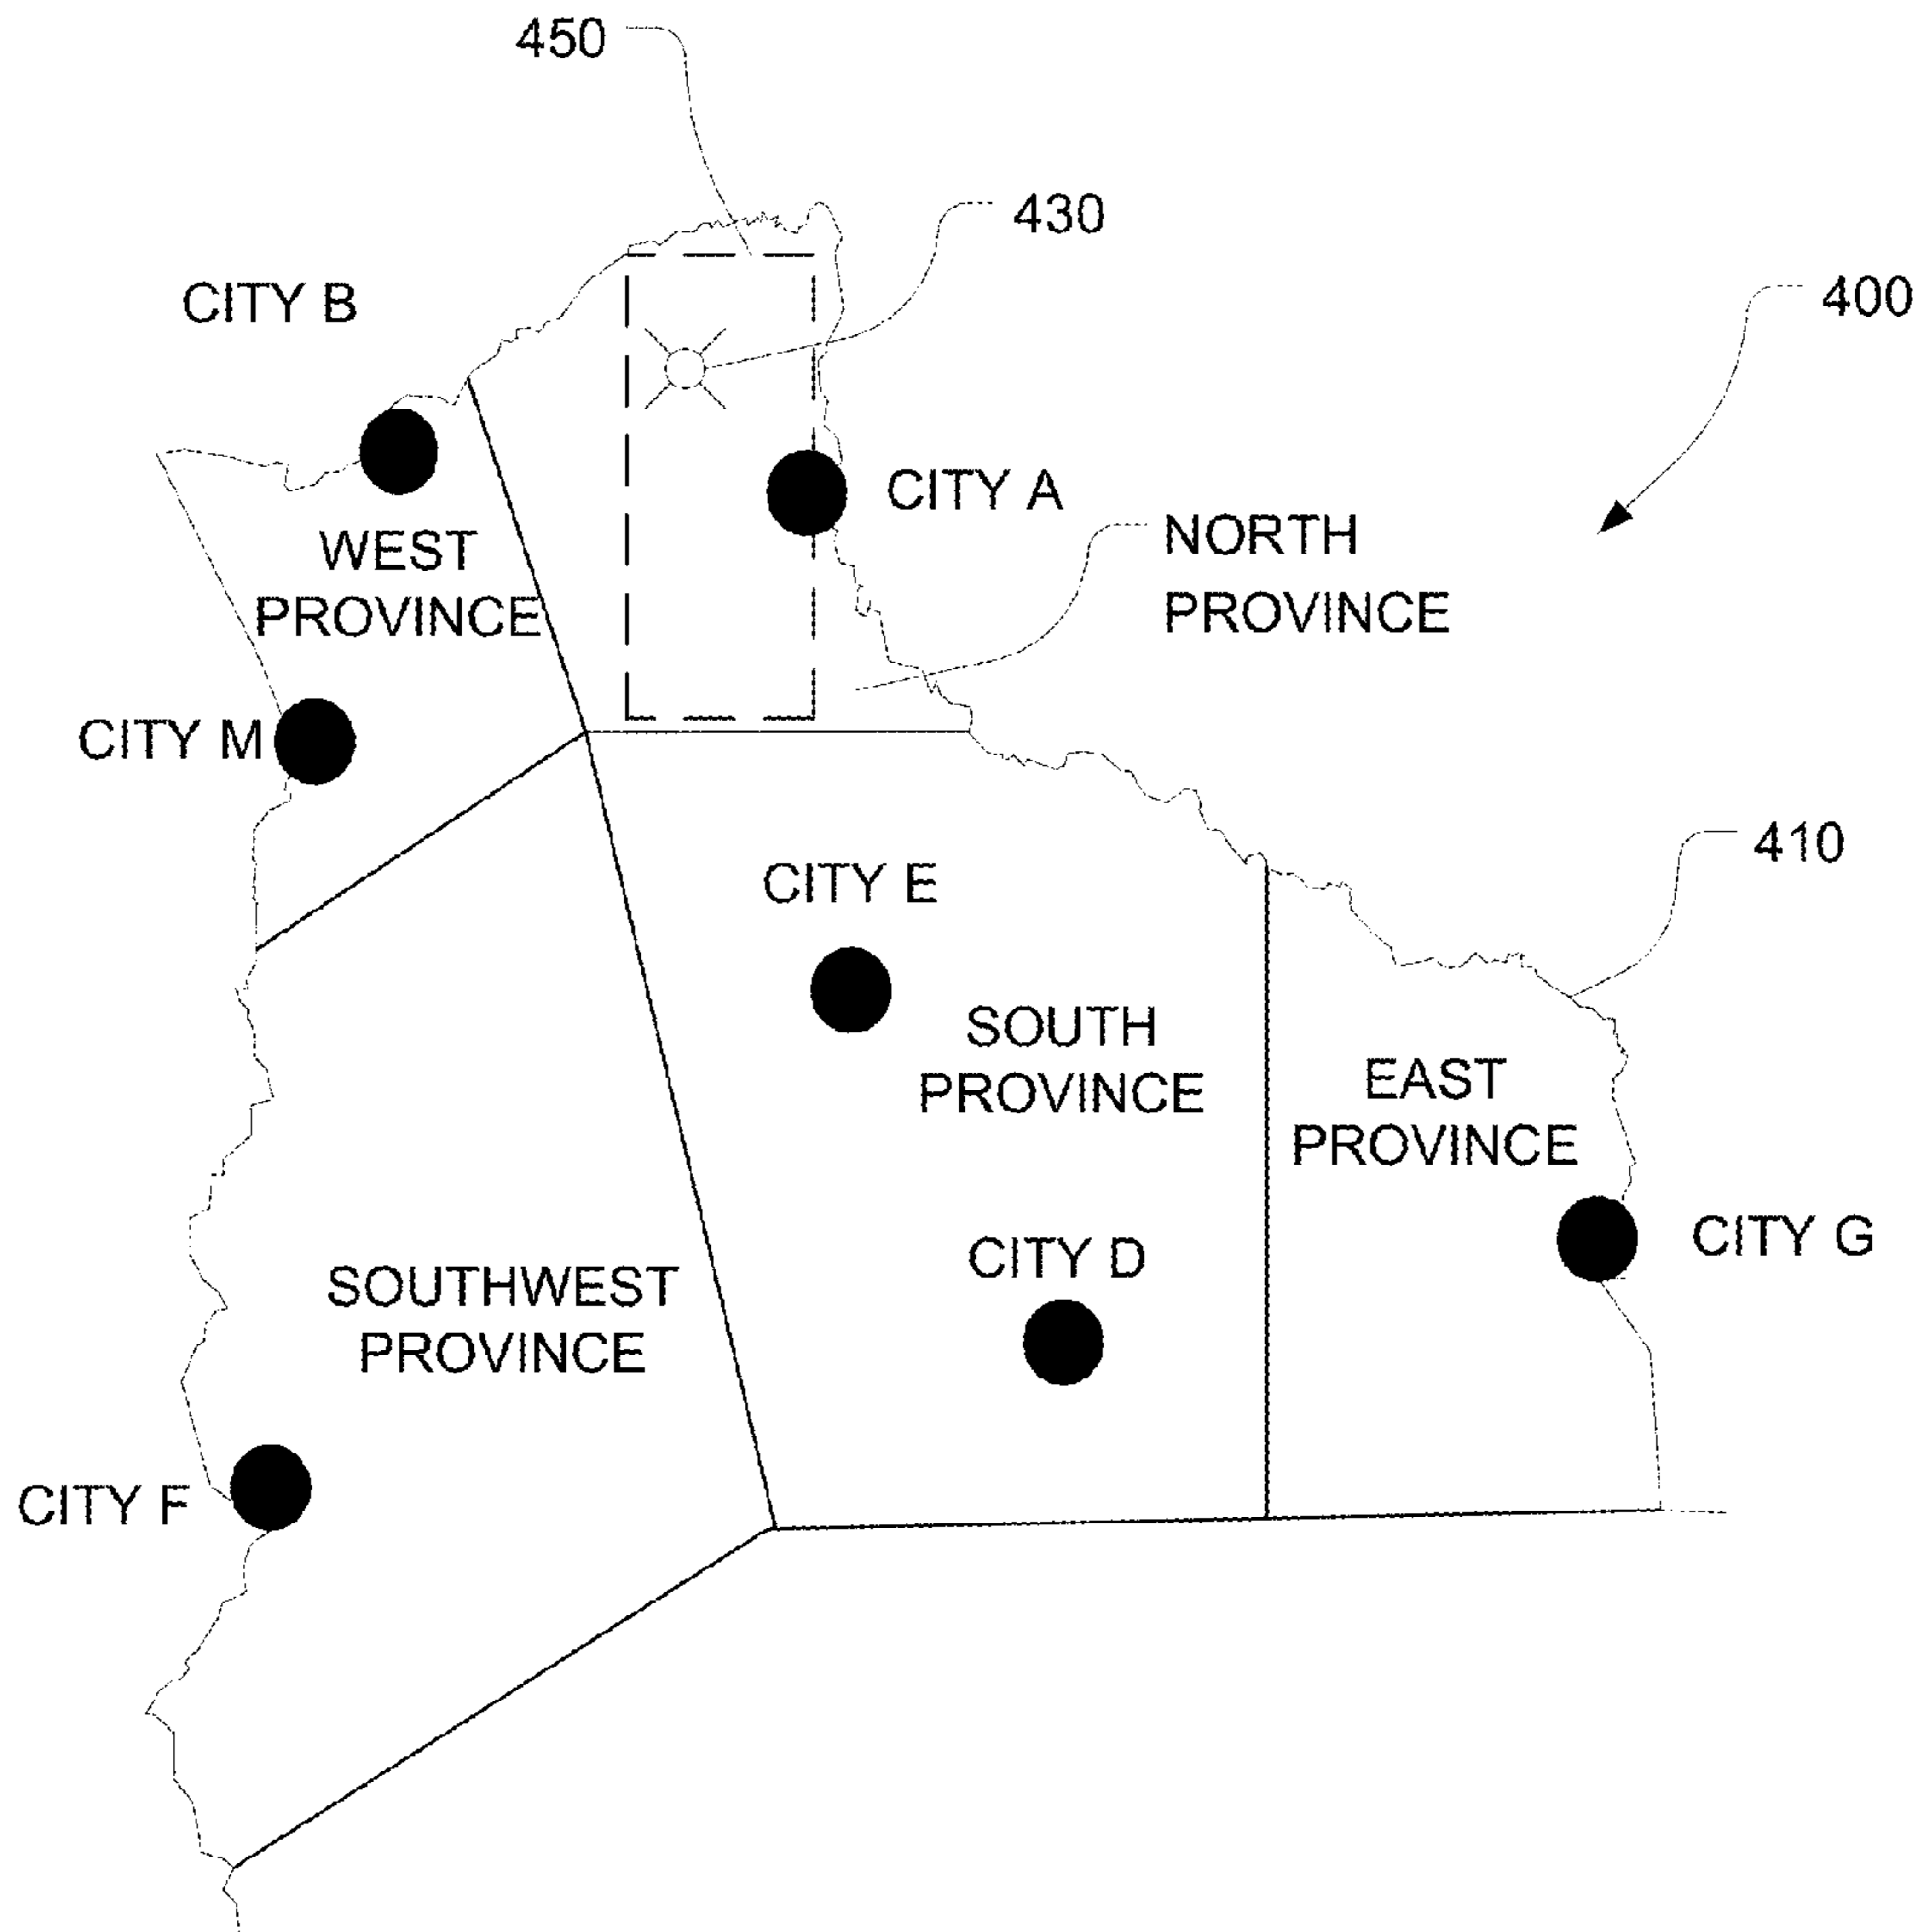 450
430
CITY B
400
CITY A
NORTH
PROVINCE
WEST
PROVINCE
CITY M
410
CITY E
SOUTH
PROVINCE
EAST
PROVINCE
CITY G
CITY D
SOUTHWEST
PROVINCE
CITY F